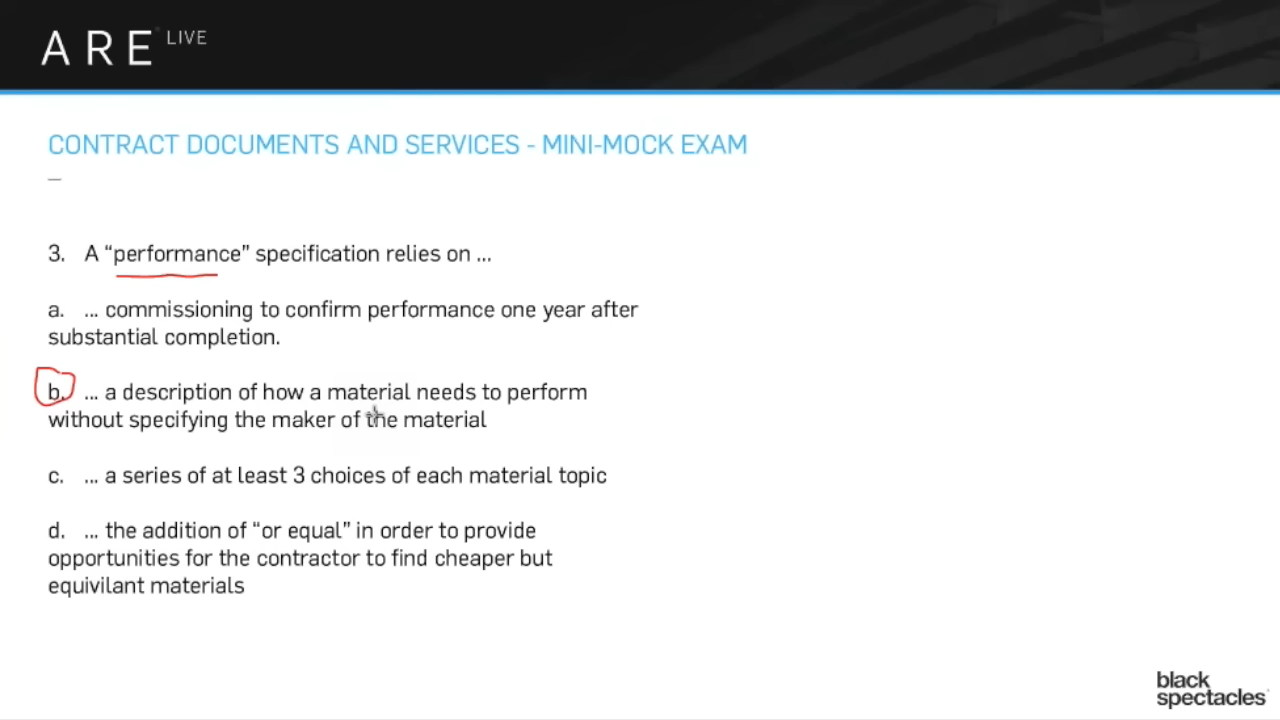 ARE LIVE
CONTRACT DOCUMENTS AND SERVICES - MINI-MOCK EXAM
–
3. A “performance” specification relies on ...
a. ... commissioning to confirm performance one year after
substantial completion.
b. ... a description of how a material needs to perform
without specifying the maker of the material
c. ... a series of at least 3 choices of each material topic
d. ... the addition of “or equal” in order to provide
opportunities for the contractor to find cheaper but
equivilant materials
black
spectacles